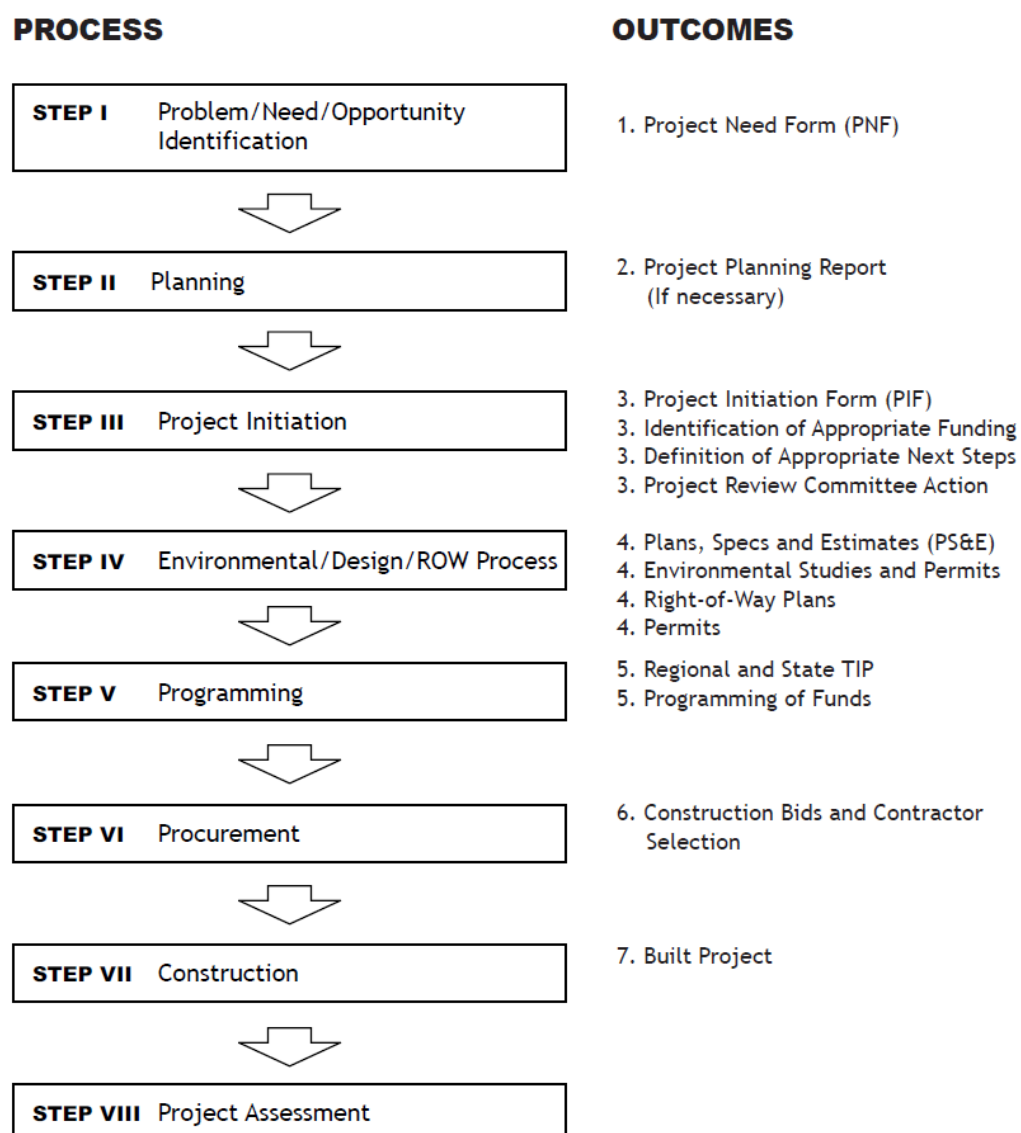 PROCESS
OUTCOMES
STEP I Problem/Need/Opportunity
Identification
1. Project Need Form (PNF)
STEP II Planning
2. Project Planning Report
(If necessary)
STEP III Project Initiation
3. Project Initiation Form (PIF)
3. Identification of Appropriate Funding
3. Definition of Appropriate Next Steps
3. Project Review Committee Action
STEP IV Environmental/Design/ROW Process
4. Plans, Specs and Estimates (PS&E)
4. Environmental Studies and Permits
4. Right-of-Way Plans
4. Permits
STEP V Programming
5. Regional and State TIP
5. Programming of Funds
STEP VI Procurement
6. Construction Bids and Contractor
Selection
STEP VII Construction
7. Built Project
STEP VIII Project Assessment